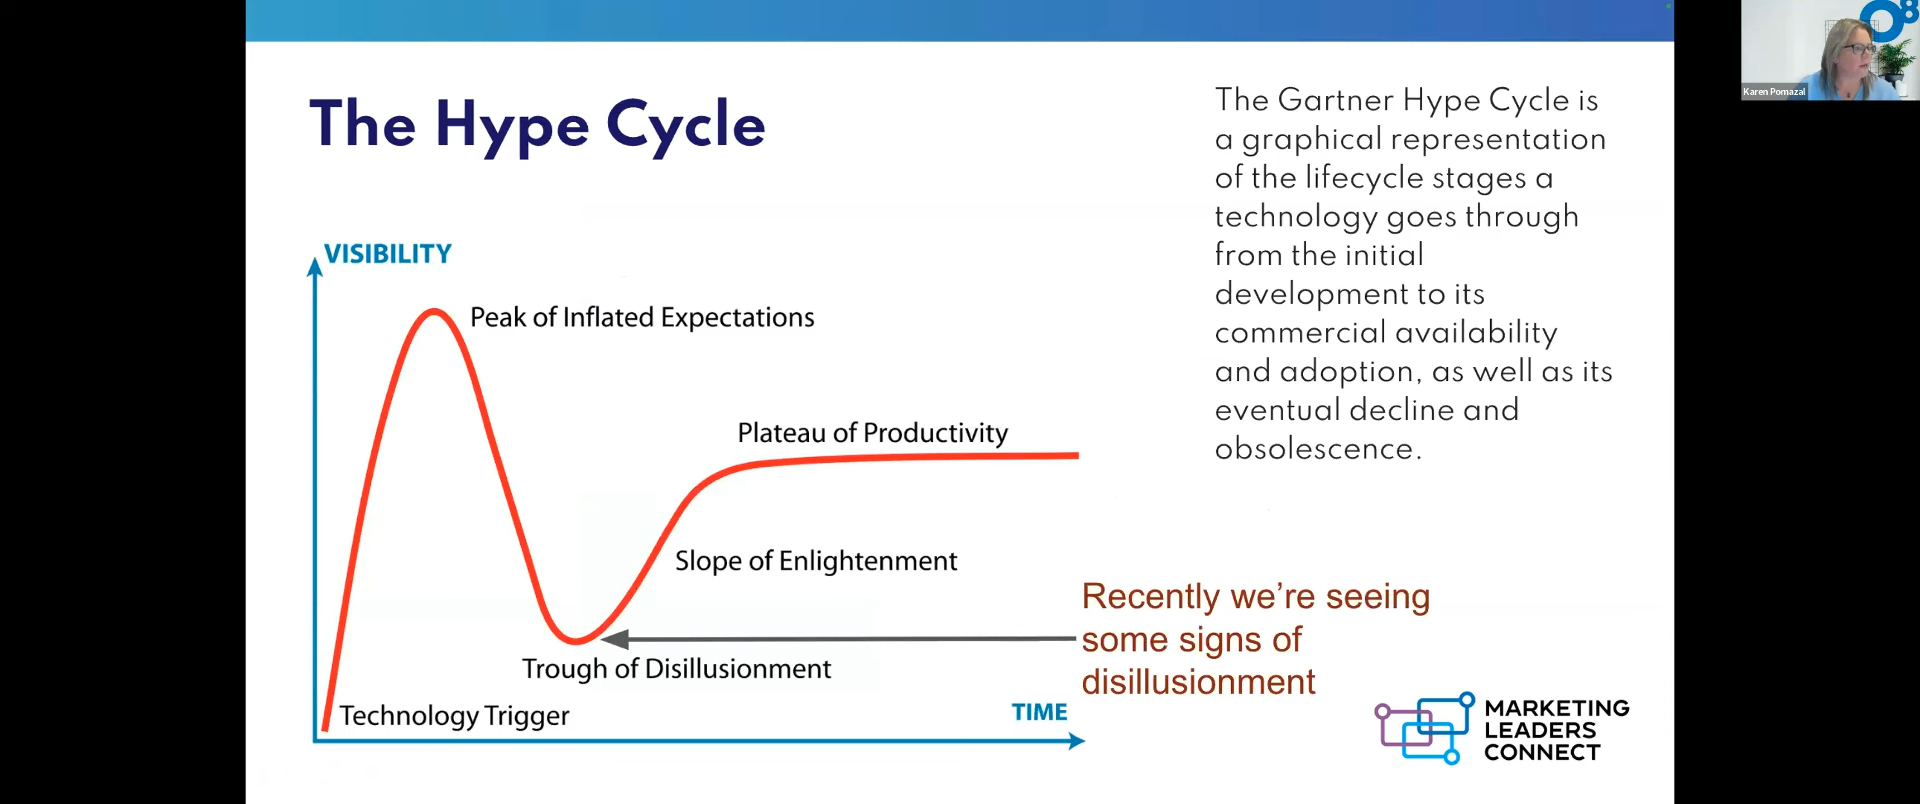 The Hype Cycle
The Gartner Hype Cycle is
a graphical representation
of the lifecycle stages a
technology goes through
from the initial
development to its
commercial availability
and adoption, as well as its
eventual decline and
obsolescence.
VISIBILITY
Peak of Inflated Expectations
Plateau of Productivity
Slope of Enlightenment
Trough of Disillusionment
Technology Trigger
TIME
Recently we're seeing
some signs of
disillusionment
MARKETING
LEADERS
CONNECT
O8
Karen Pomazal